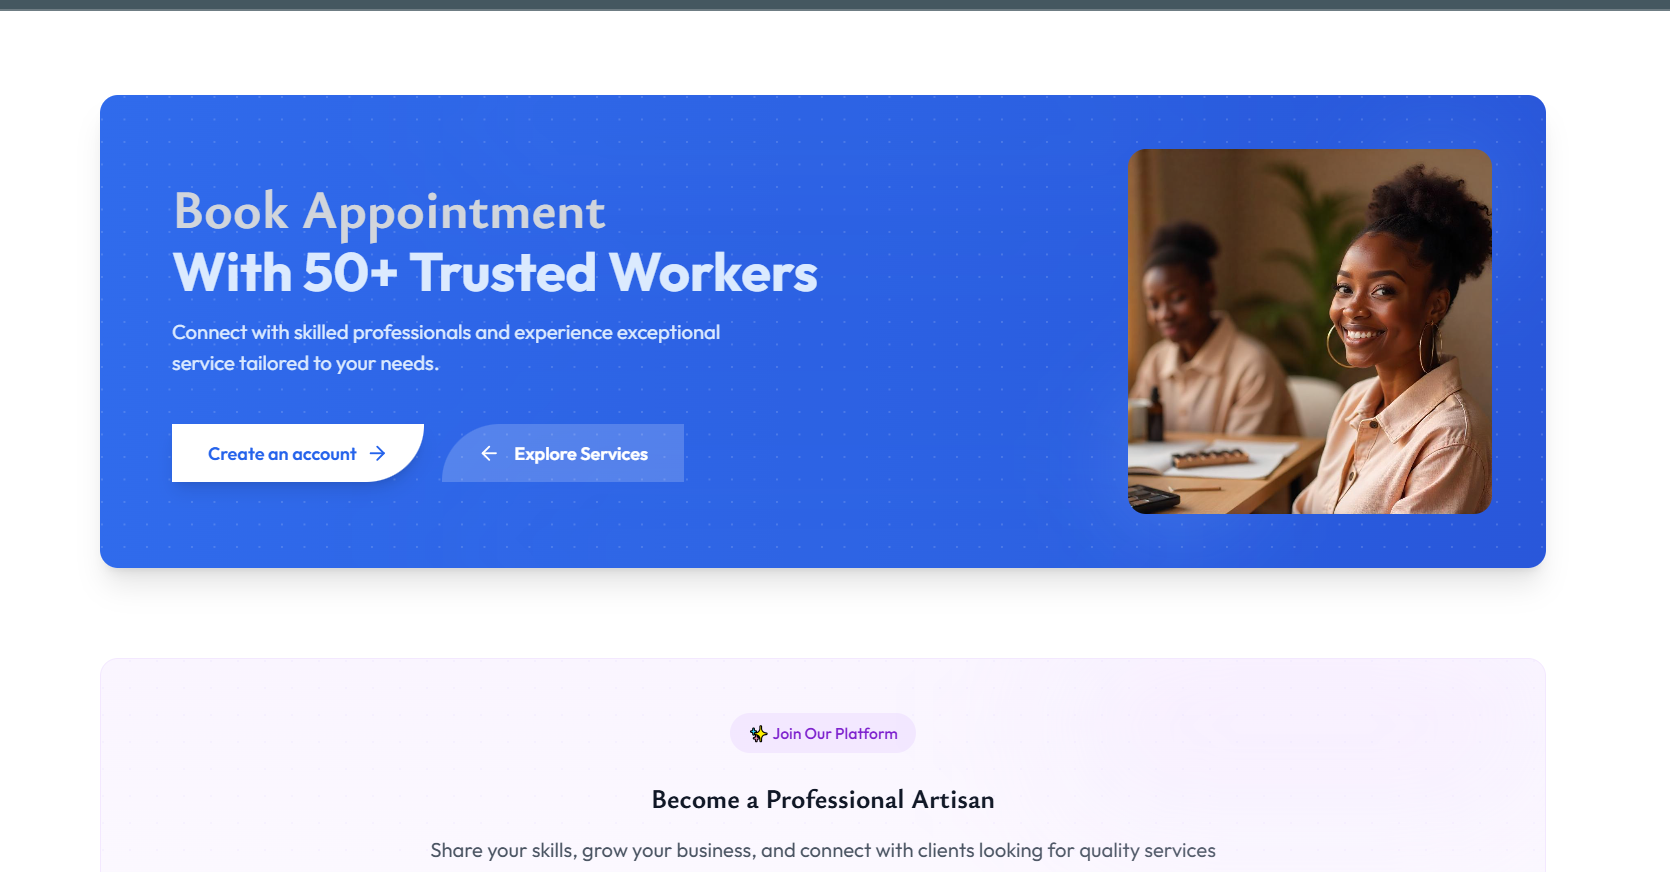 Book Appointment
With 50+ Trusted Workers
Connect with skilled professionals and experience exceptional
service tailored to your needs.
Create an account →
← Explore Services
✨ Join Our Platform
Become a Professional Artisan
Share your skills, grow your business, and connect with clients looking for quality services